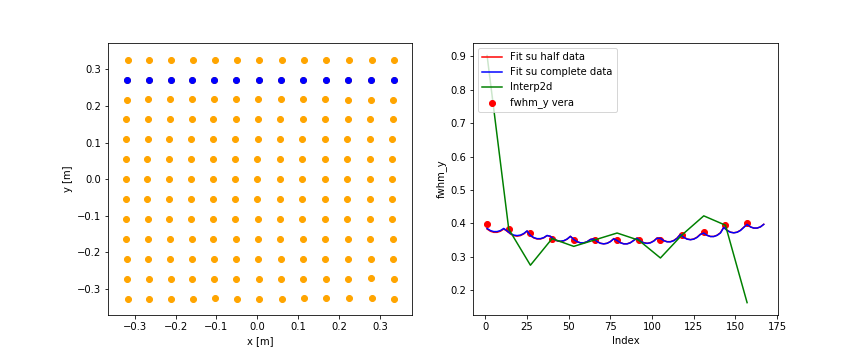 0.3
0.2
0.1
0.0
−0.1
−0.2
−0.3
y [m]
−0.3 −0.2 −0.1 0.0 0.1 0.2 0.3
x [m]
0.9
0.8
0.7
0.6
0.5
0.4
0.3
0.2
fwhm_y
Fit su half data
Fit su complete data
Interp2d
fwhm_y vera
0 25 50 75 100 125 150 175
Index